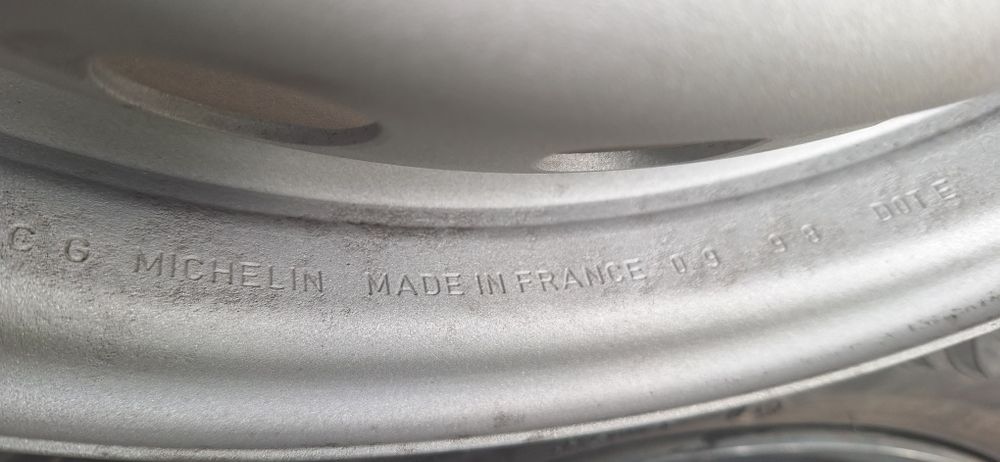 C G MICHELIN MADE IN FRANCE 0 9 9 8 DOT E